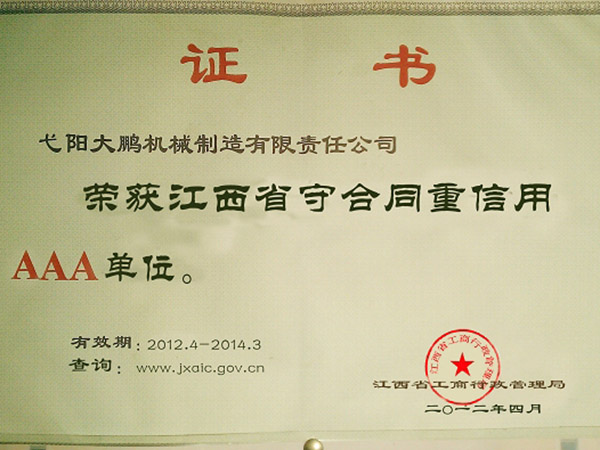 证 书
弋阳大鹏机械制造有限责任公司
荣获江西省守合同重信用
AAA单位。
有效期：2012.4-2014.3
查询：www.jxaic.gov.cn
江西省工商行政管理局
江西省工商行政管理局
二〇一二年四月